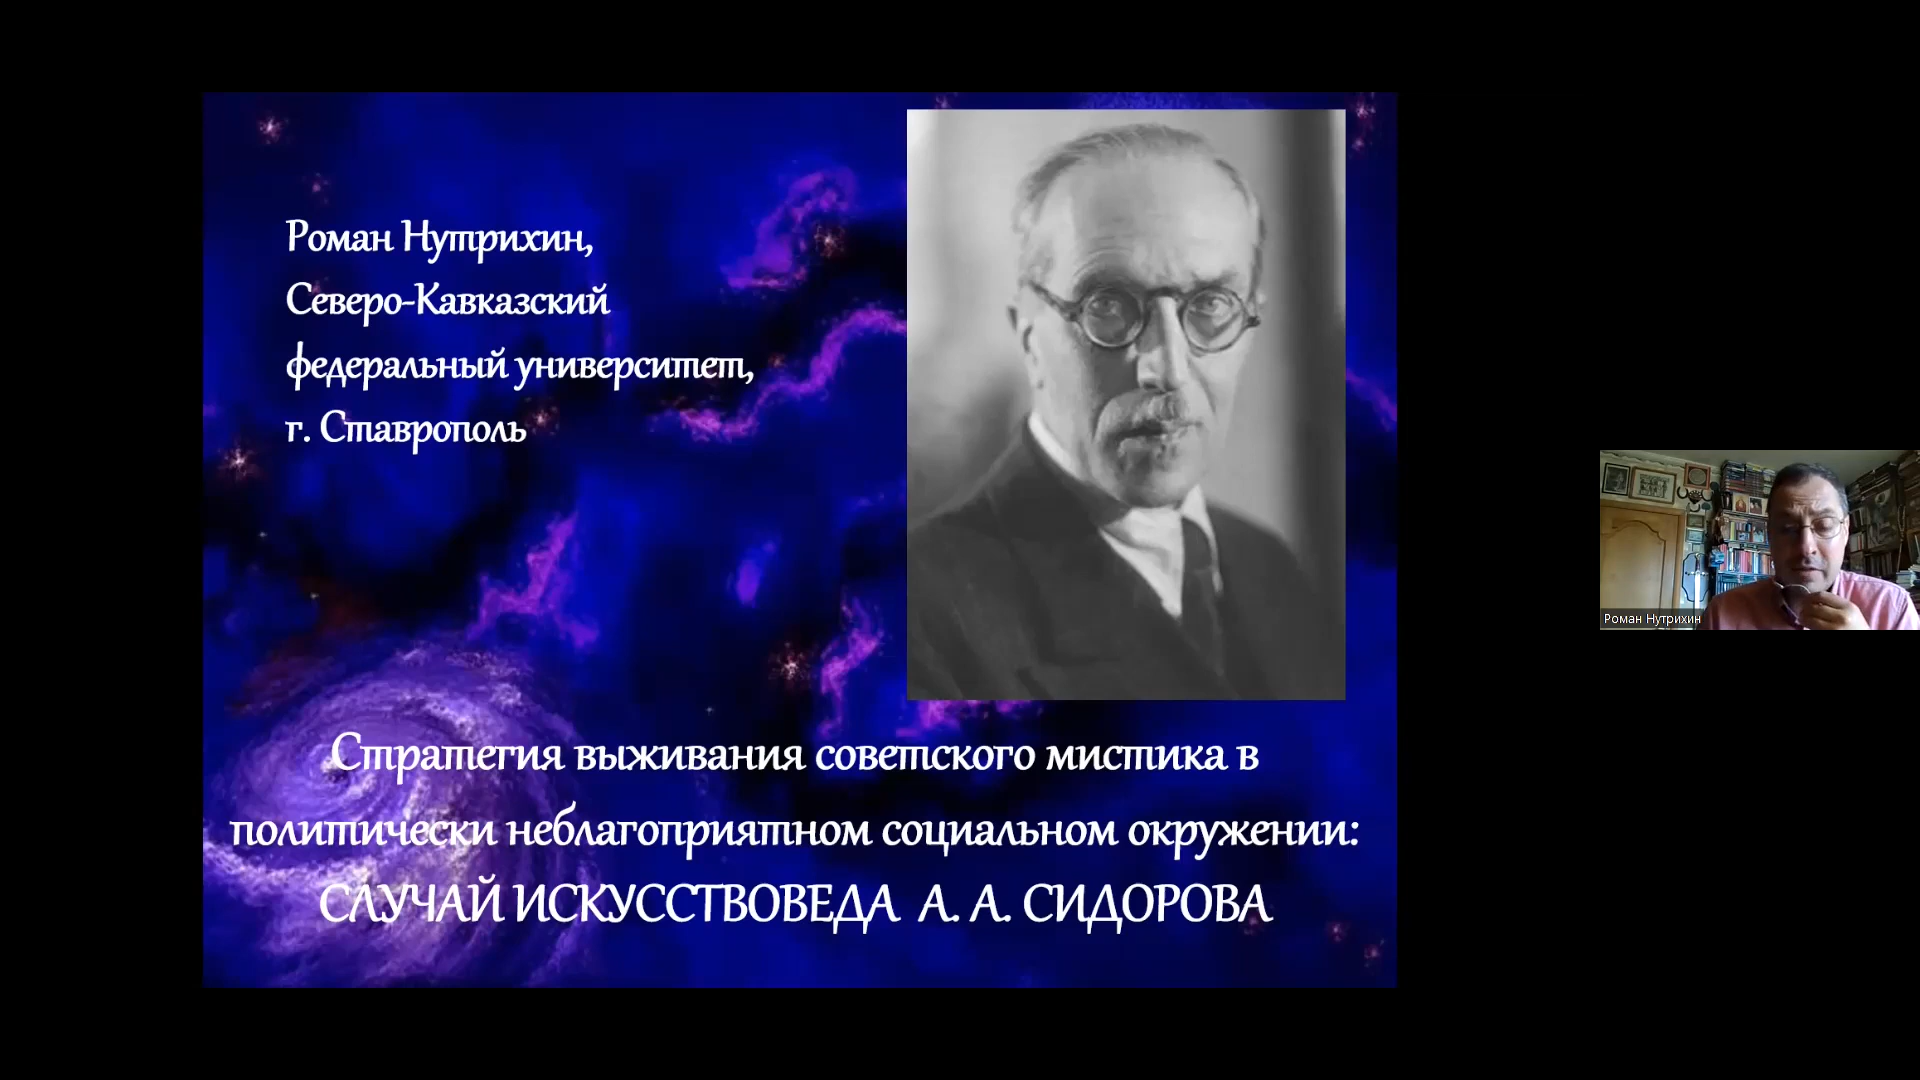 Роман Нутрихин,
Северо-Кавказский
федеральный университет,
г. Ставрополь
Стратегия выживания советского мистика в
политически неблагоприятном социальном окружении:
СЛУЧАЙ ИСКУССТВОВЕДА А. А. СИДОРОВА
Роман Нутрихин